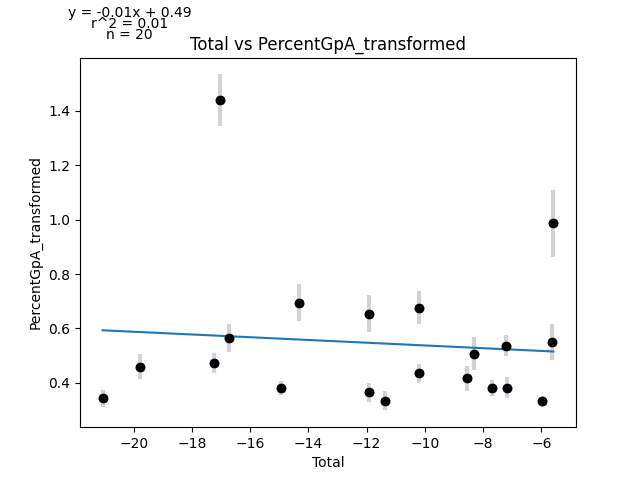 y = -0.01x + 0.49
r^2 = 0.01
n = 20
Total vs PercentGpA_transformed
PercentGpA_transformed
1.4
1.2
1.0
0.8
0.6
0.4
−20
−18
−16
−14
−12
−10
−8
−6
Total